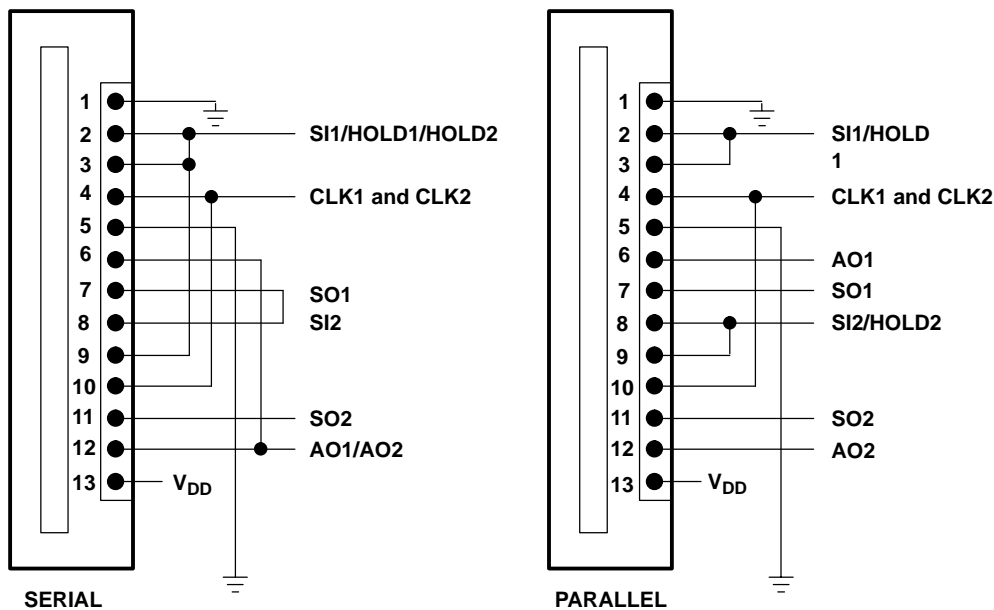 1
2 SI1/HOLD1/HOLD2
3
4 CLK1 and CLK2
5
6
7 SO1
8 SI2
9
10
11 SO2
12 AO1/AO2
13 VDD
SERIAL
1
2 SI1/HOLD
3 1
4 CLK1 and CLK2
5
6 AO1
7 SO1
8 SI2/HOLD2
9
10
11 SO2
12 AO2
13 VDD
PARALLEL